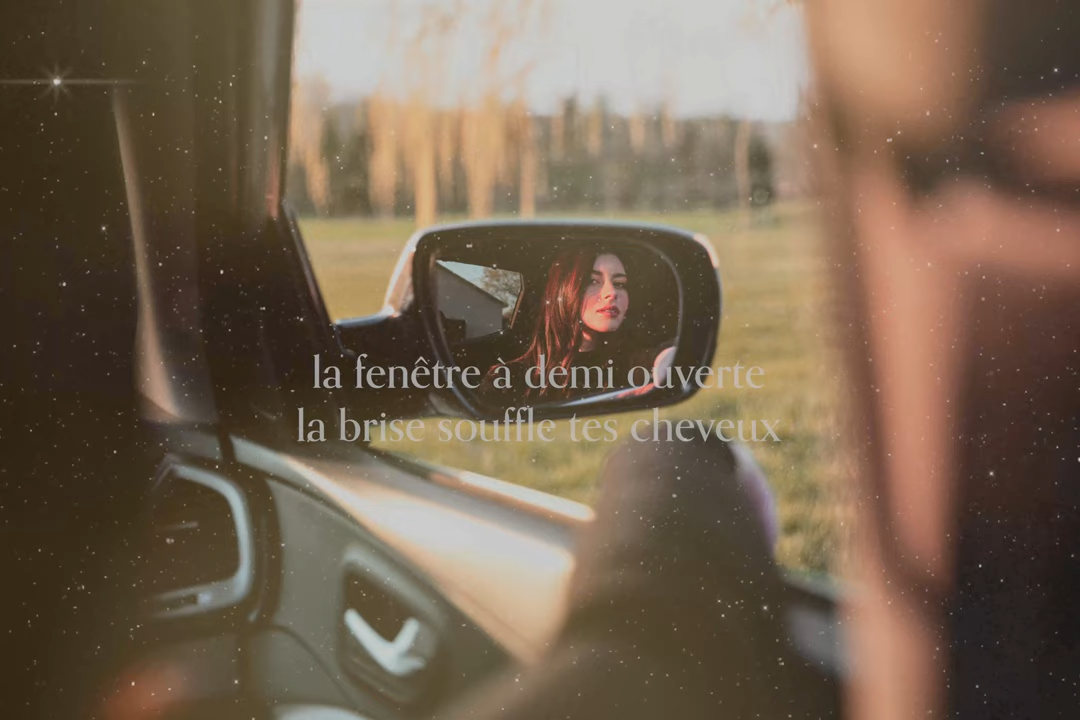 la fenêtre à demi ouverte
la brise souffle tes cheveux